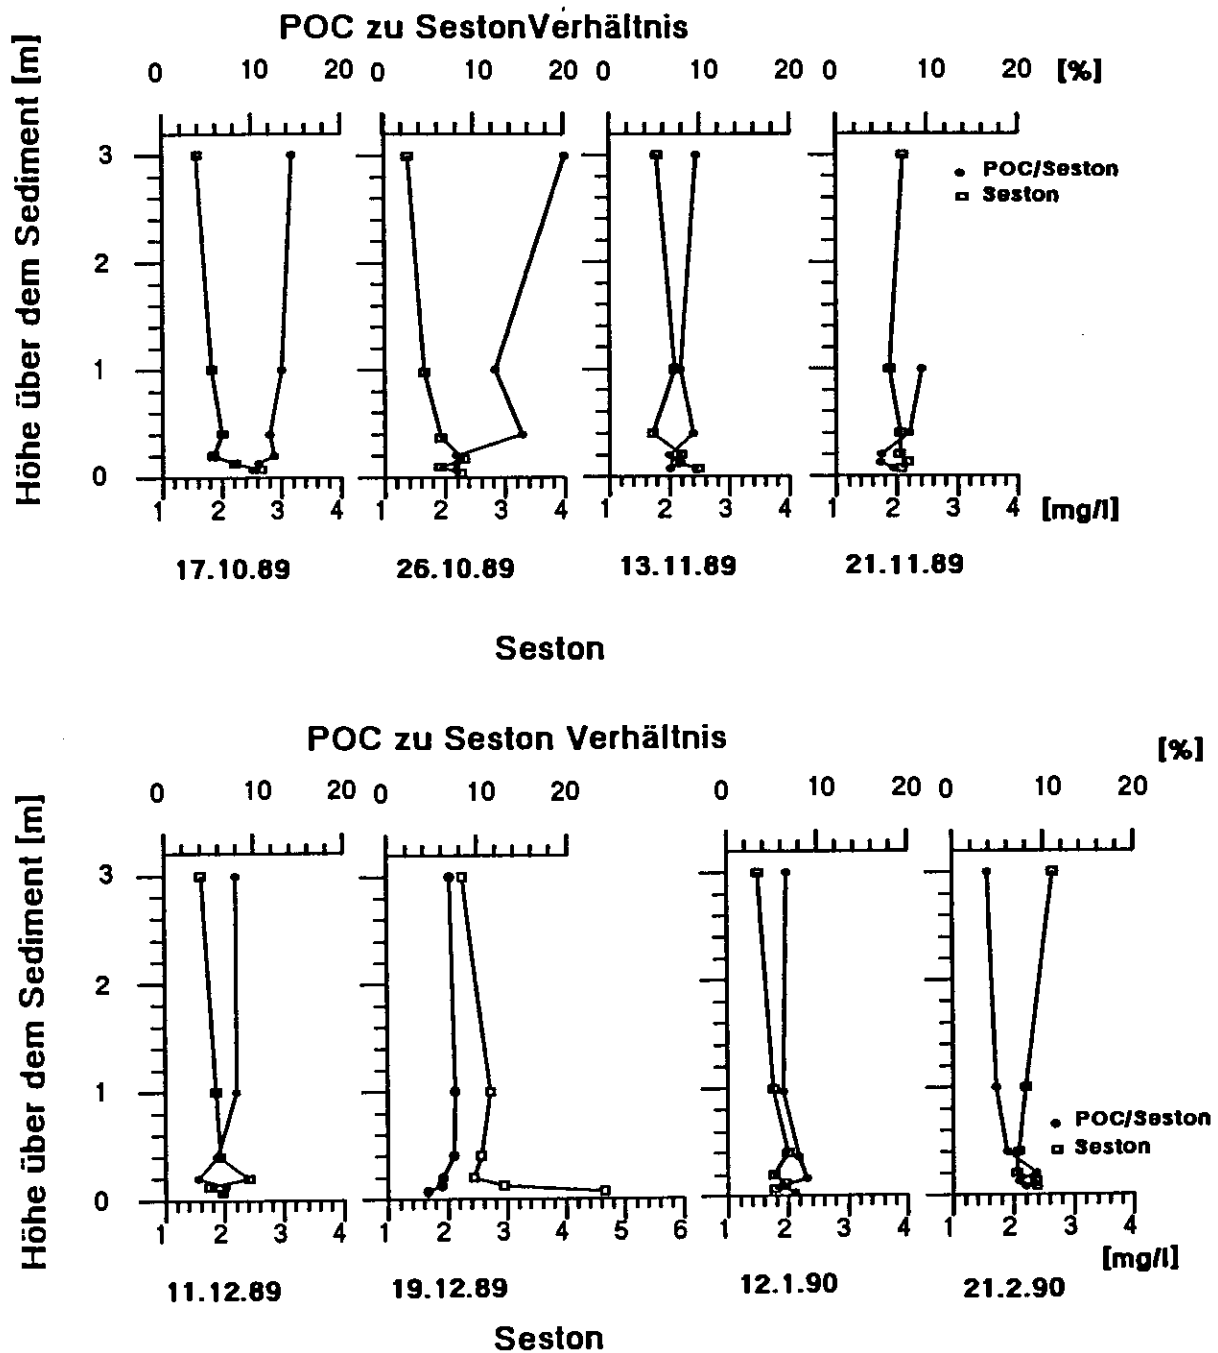 POC zu SestonVerhältnis
0 10 20 0 10 20 0 10 20 0 10 20 [%]
Höhe über dem Sediment [m]
3
2
1
0
POC/Seston
Seston
1 2 3 4 1 2 3 4 1 2 3 4 1 2 3 4 [mg/l]
17.10.89 26.10.89 13.11.89 21.11.89
Seston
POC zu Seston Verhältnis
[%]
0 10 20 0 10 20 0 10 20 0 10 20
Höhe über dem Sediment [m]
3
2
1
0
POC/Seston
Seston
1 2 3 4 1 2 3 4 5 6 1 2 3 4 1 2 3 4
[mg/l]
11.12.89 19.12.89 12.1.90 21.2.90
Seston